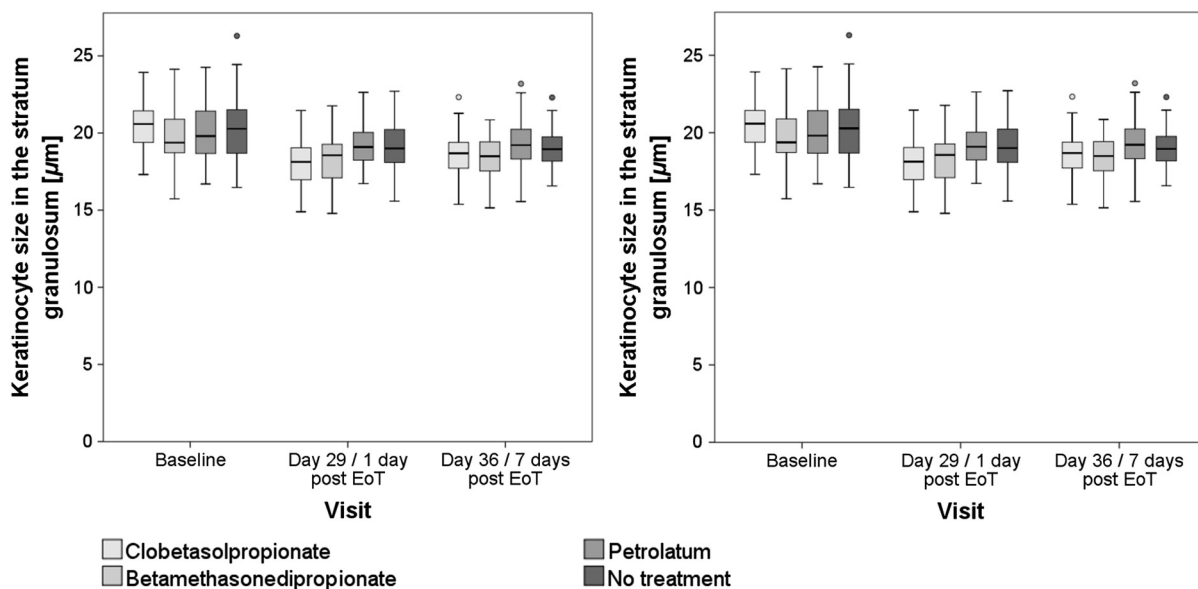 Keratinocyte size in the stratum
granulosum [µm]
25
20
15
10
5
0
Baseline
Day 29 / 1 day
post EoT
Day 36 / 7 days
post EoT
Visit
Keratinocyte size in the stratum
granulosum [µm]
25
20
15
10
5
0
Baseline
Day 29 / 1 day
post EoT
Day 36 / 7 days
post EoT
Visit
Clobetasolpropionate
Betamethasonedipropionate
Petrolatum
No treatment